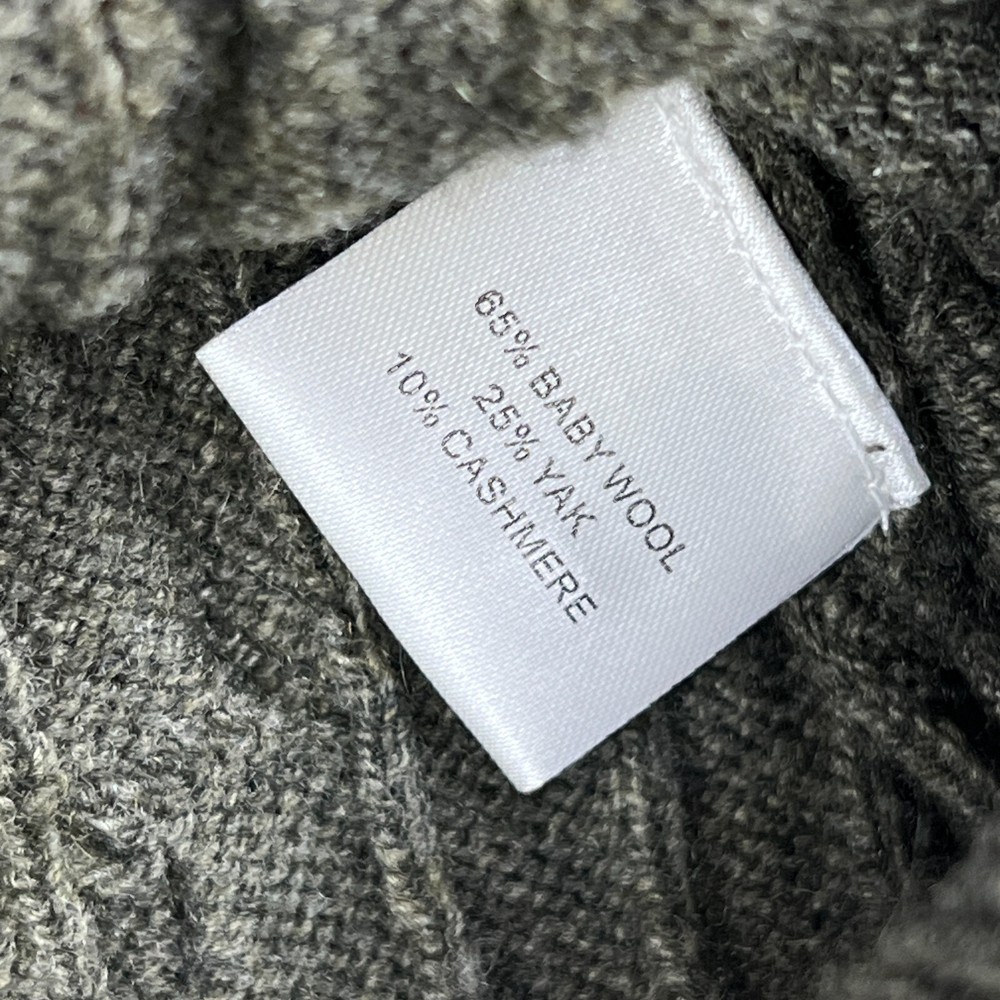 65% BABY WOOL
25% YAK
10% CASHMERE